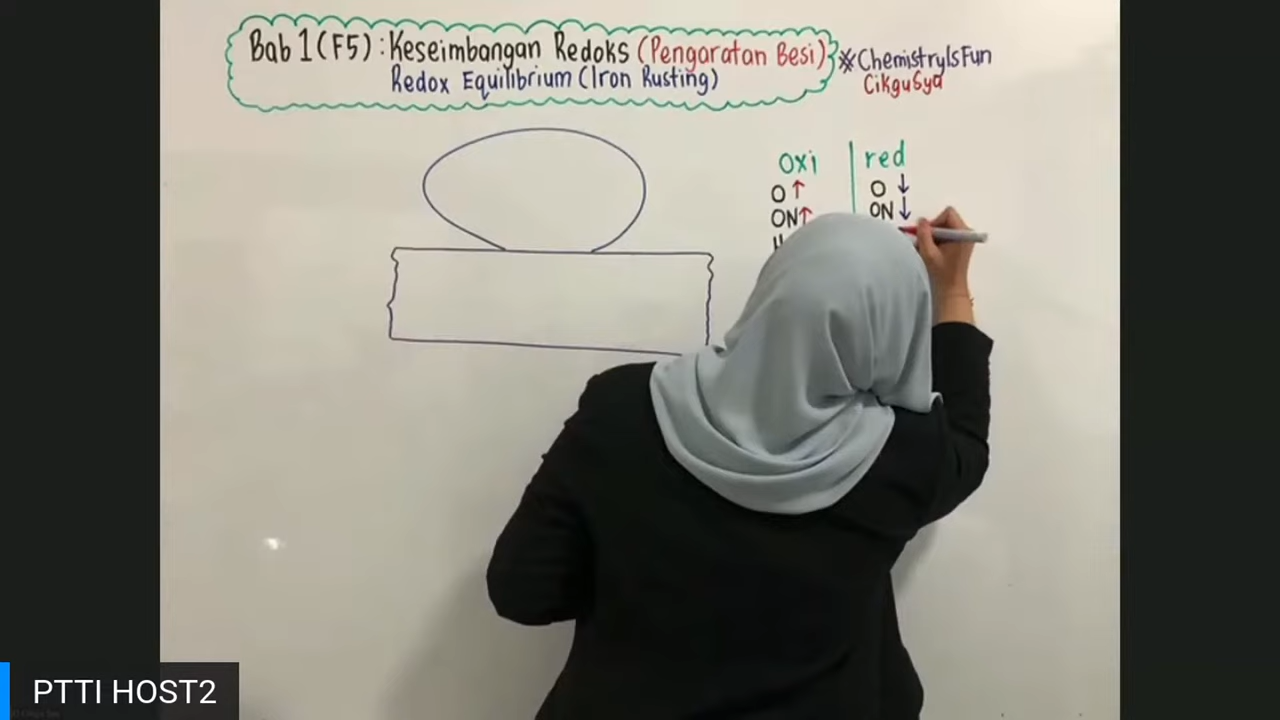 Bab 1 (F5) : Keseimbangan Redoks (Pengaratan Besi)
Redox Equilibrium (Iron Rusting)
※ChemistryIsFun
CikguSya
oxi
red
O ↑
O ↓
ON↑
ON ↓
PTTI HOST2